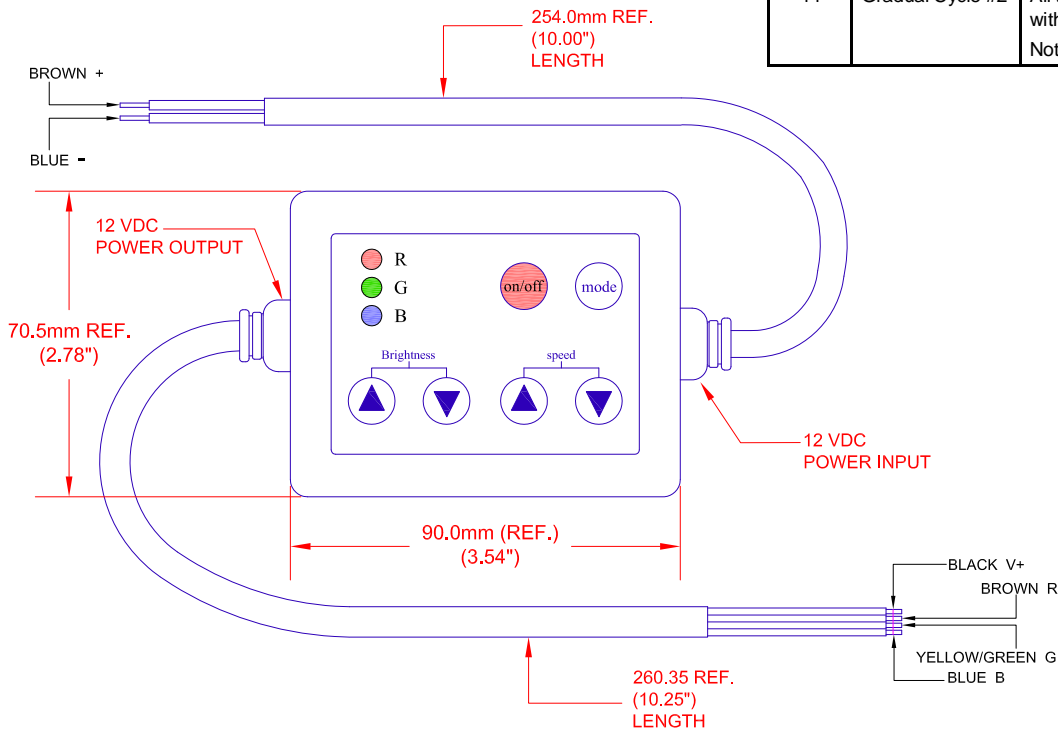 Gradual Cycle #2
with
Not
254.0mm REF.
(10.00")
LENGTH
BROWN +
BLUE -
12 VDC
POWER OUTPUT
R
G
B
on/off
mode
Brightness
speed
70.5mm REF.
(2.78")
12 VDC
POWER INPUT
90.0mm (REF.)
(3.54")
BLACK V+
BROWN R
YELLOW/GREEN G
BLUE B
260.35 REF.
(10.25")
LENGTH